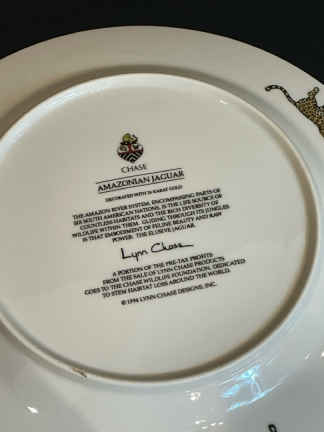 CHASE
AMAZONIAN JAGUAR
DECORATED WITH 24 KARAT GOLD
THE AMAZON RIVER SYSTEM, ENCOMPASSING PARTS OF
SIX SOUTH AMERICAN NATIONS, IS THE LIFE SOURCE OF
COUNTLESS HABITATS AND THE RICH DIVERSITY OF
WILDLIFE WITHIN THEM. GLIDING THROUGH ITS JUNGLES
IS THAT EMBODIMENT OF FELINE BEAUTY AND RAW
POWER: THE ELUSIVE JAGUAR.
Lynn Chase
A PORTION OF THE PRE-TAX PROFITS
FROM THE SALE OF LYNN CHASE PRODUCTS
GOES TO THE CHASE WILDLIFE FOUNDATION, DEDICATED
TO STEM HABITAT LOSS AROUND THE WORLD.
© 1994 LYNN CHASE DESIGNS, INC.